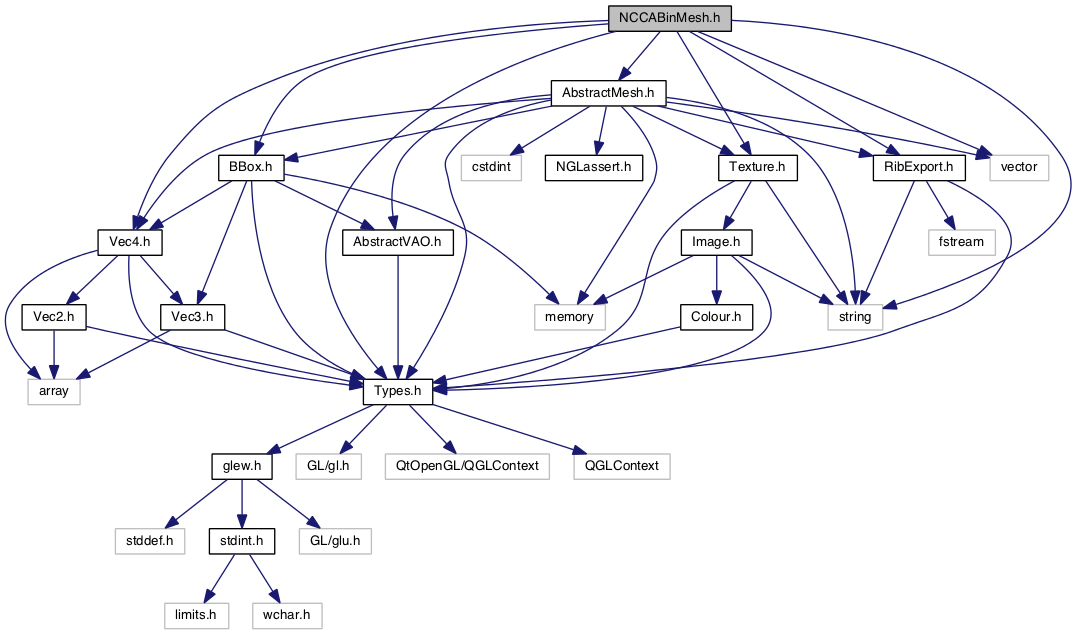 NCCABinMesh.h
AbstractMesh.h
BBox.h
cstdint
NGLassert.h
Texture.h
RibExport.h
vector
Vec4.h
AbstractVAO.h
Image.h
fstream
Vec2.h
Vec3.h
memory
Colour.h
string
array
Types.h
glew.h
GL/gl.h
QtOpenGL/QGLContext
QGLContext
stddef.h
stdint.h
GL/glu.h
limits.h
wchar.h